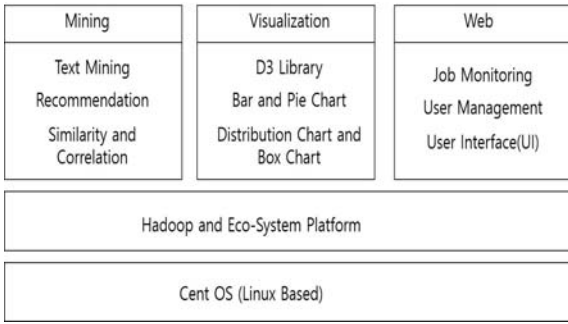 Mining
Text Mining
Recommendation
Similarity and
Correlation
Visualization
D3 Library
Bar and Pie Chart
Distribution Chart and
Box Chart
Web
Job Monitoring
User Management
User Interface(UI)
Hadoop and Eco-System Platform
Cent OS (Linux Based)